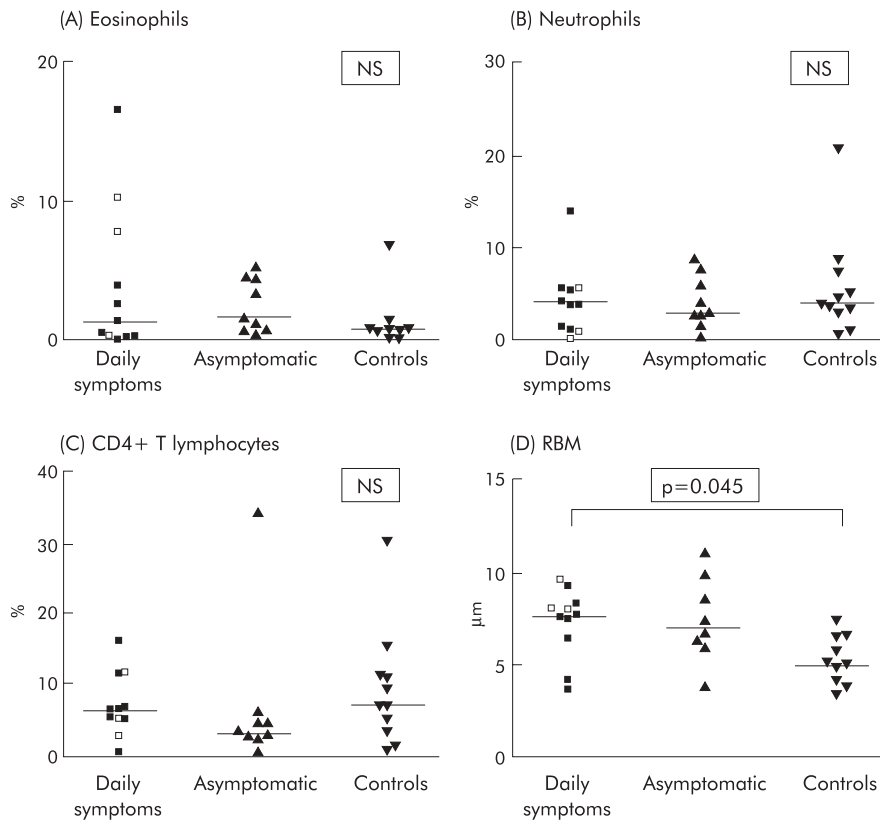 (A) Eosinophils
NS
20
10
0
%
Daily symptoms
Asymptomatic
Controls
(B) Neutrophils
NS
30
20
10
0
%
Daily symptoms
Asymptomatic
Controls
(C) CD4+ T lymphocytes
NS
40
30
20
10
0
%
Daily symptoms
Asymptomatic
Controls
(D) RBM
p=0.045
15
10
5
0
μm
Daily symptoms
Asymptomatic
Controls